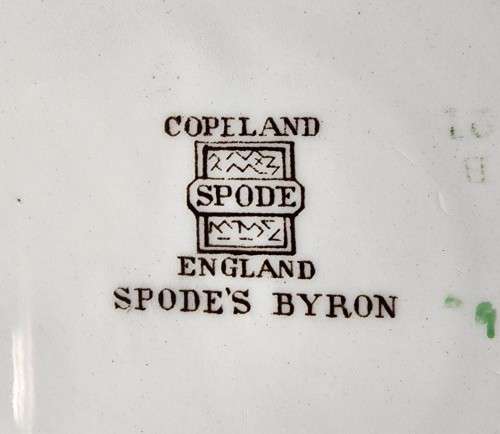 COPELAND
SPODE
ENGLAND
SPODE'S BYRON